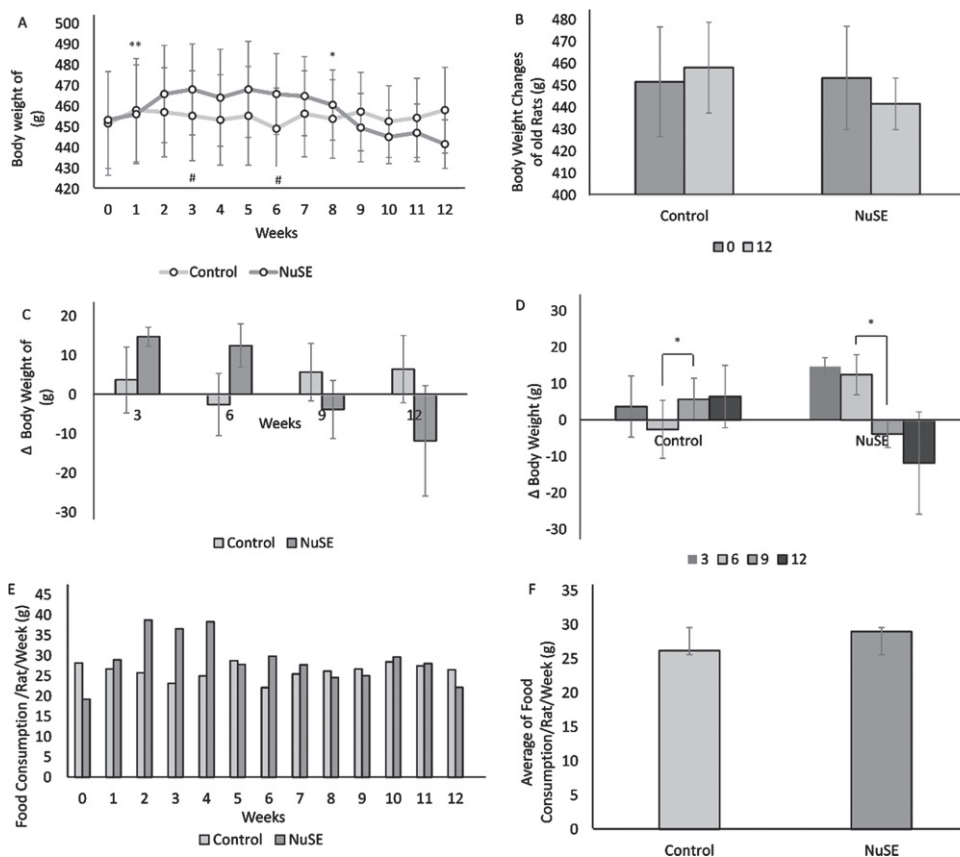 A
Body weight of
(g)
500
490
480
470
460
450
440
430
420
**
*
#
#
0 1 2 3 4 5 6 7 8 9 10 11 12
Weeks
Control NuSE
B
Body Weight Changes
of old Rats (g)
480
470
460
450
440
430
420
410
400
Control NuSE
0 12
C
Δ Body Weight of
(g)
20
10
0
-10
-20
-30
3 6 9 12
Weeks
Control NuSE
D
Δ Body Weight (g)
30
20
10
0
-10
-20
-30
*
*
Control NuSE
3 6 9 12
E
Food Consumption /Rat/Week (g)
45
40
35
30
25
20
15
10
5
0
0 1 2 3 4 5 6 7 8 9 10 11 12
Weeks
Control NuSE
F
Average of Food
Consumption/Rat/Week (g)
35
30
25
20
15
10
5
0
Control NuSE